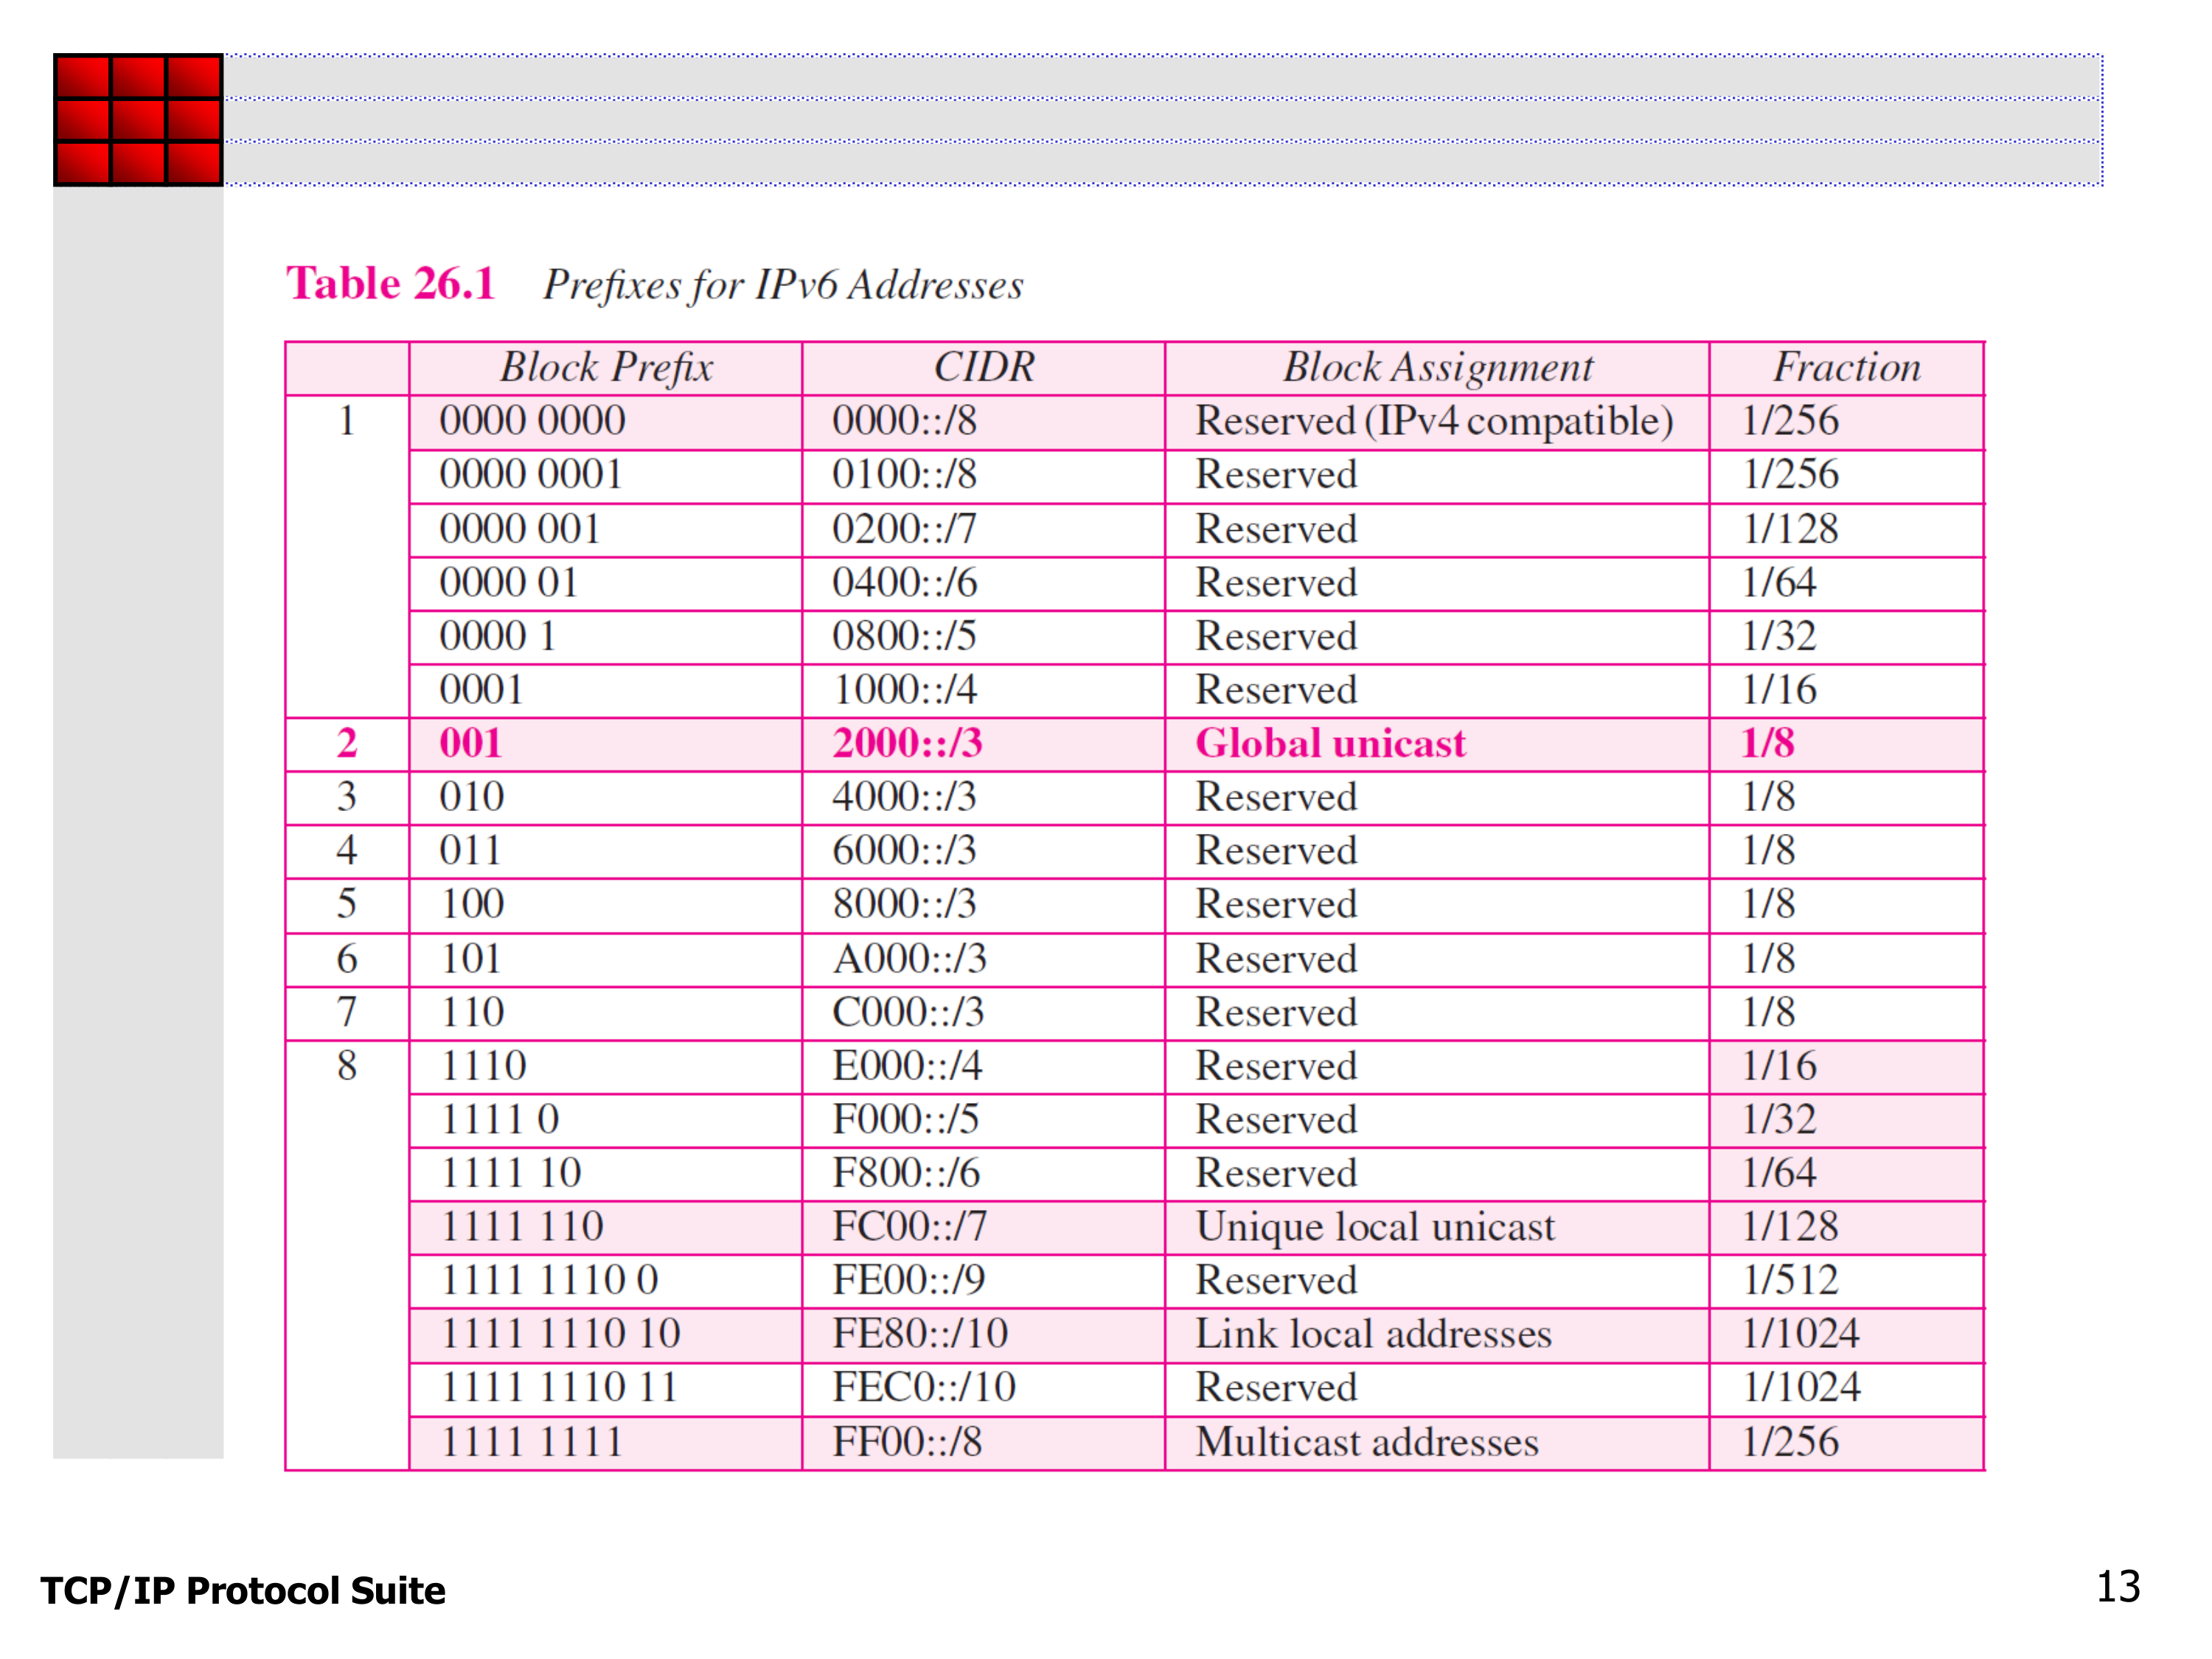 Table 26.1 Prefixes for IPv6 Addresses
Block Prefix CIDR Block Assignment Fraction
1 0000 0000 0000::/8 Reserved (IPv4 compatible) 1/256
0000 0001 0100::/8 Reserved 1/256
0000 001 0200::/7 Reserved 1/128
0000 01 0400::/6 Reserved 1/64
0000 1 0800::/5 Reserved 1/32
0001 1000::/4 Reserved 1/16
2 001 2000::/3 Global unicast 1/8
3 010 4000::/3 Reserved 1/8
4 011 6000::/3 Reserved 1/8
5 100 8000::/3 Reserved 1/8
6 101 A000::/3 Reserved 1/8
7 110 C000::/3 Reserved 1/8
8 1110 E000::/4 Reserved 1/16
1111 0 F000::/5 Reserved 1/32
1111 10 F800::/6 Reserved 1/64
1111 110 FC00::/7 Unique local unicast 1/128
1111 1110 0 FE00::/9 Reserved 1/512
1111 1110 10 FE80::/10 Link local addresses 1/1024
1111 1110 11 FEC0::/10 Reserved 1/1024
1111 1111 FF00::/8 Multicast addresses 1/256
TCP/IP Protocol Suite 13